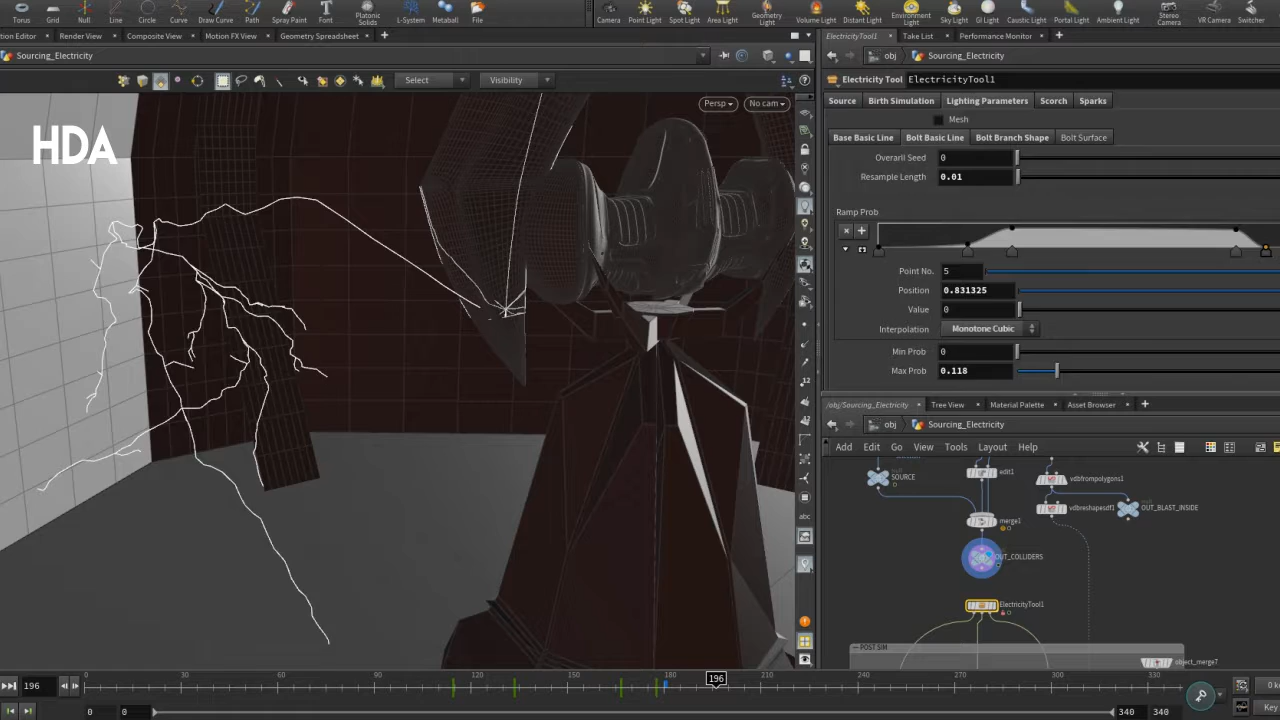 Torus Null Line Circle Curve Draw Curve Path Spray Paint Font Platonic Solids L-System Metaball File Camera Point Light Spot Light Area Light Geometry Light Volume Light Distant Light Environment Light Sky Light GI Light Caustic Light Portal Light Ambient Light Stereo Camera VR Camera Switcher
tion Editor Render View Composite View Motion FX View Geometry Spreadsheet ElectricityTool1 Take List Performance Monitor
Sourcing_Electricity obj Sourcing_Electricity
Select Visibility Electricity Tool ElectricityTool1
Persp No cam Source Birth Simulation Lighting Parameters Scorch Sparks
Mesh
HDA
Base Basic Line Bolt Basic Line Bolt Branch Shape Bolt Surface
Overarll Seed 0
Resample Length 0.01
Ramp Prob
Point No. 5
Position 0.831325
Value 0
Interpolation Monotone Cubic
Min Prob 0
Max Prob 0.118
/obj/Sourcing_Electricity Tree View Material Palette Asset Browser
obj Sourcing_Electricity
Add Edit Go View Tools Layout Help
SOURCE edit1 vdbfrompolygons1
merge1 vdbreshapesdf1 OUT_BLAST_INSIDE
OUT_COLLIDERS
ElectricityTool1
POST SIM
object_merge7
196 0 30 60 90 120 150 180 196 210 240 270 300 330 0 k
0 0 340 340 Key